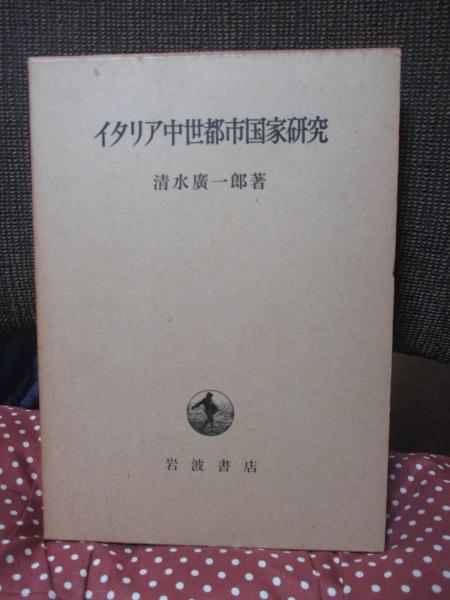 イタリア中世都市国家研究
清水廣一郎著
岩波書店